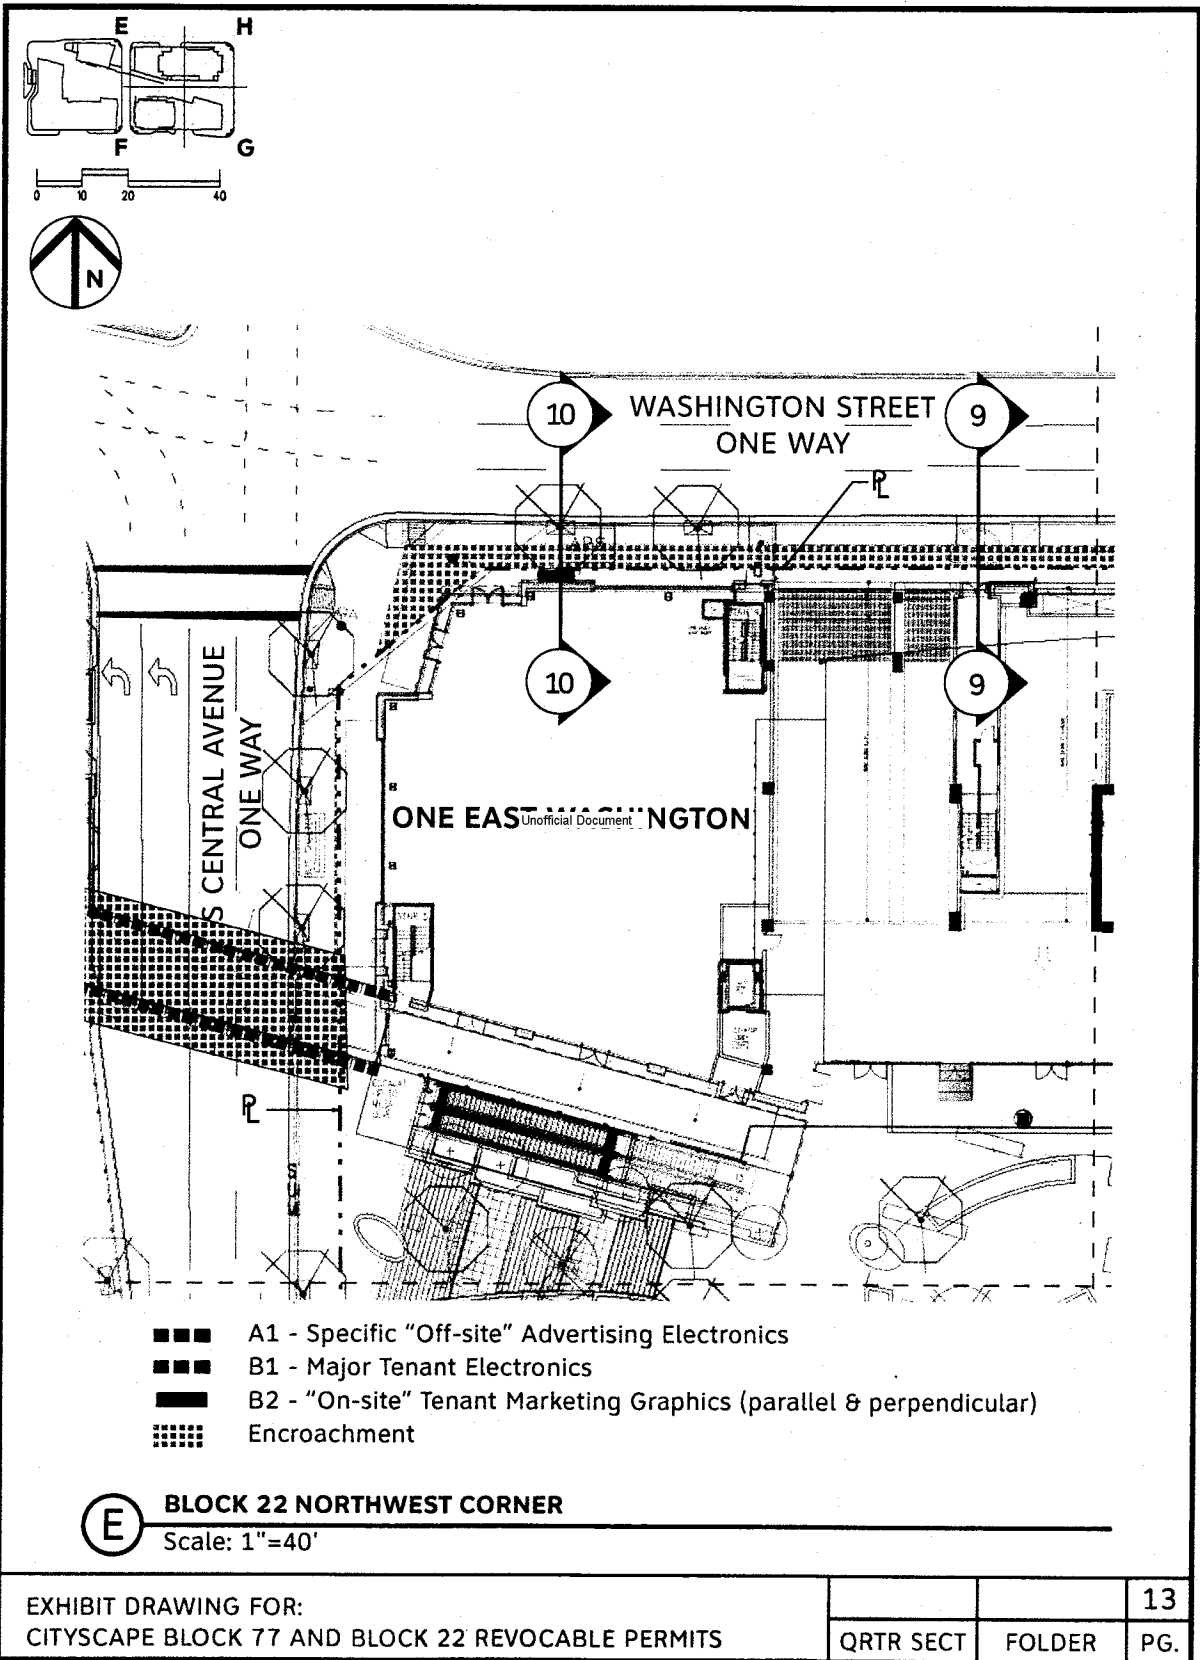 E
H
F
G
0 10 20 40
N
10
WASHINGTON STREET
9
ONE WAY
PL
10
9
S CENTRAL AVENUE
ONE WAY
ONE EAS
Unofficial Document
NGTON
PL
A1 - Specific “Off-site” Advertising Electronics
B1 - Major Tenant Electronics
B2 - “On-site” Tenant Marketing Graphics (parallel & perpendicular)
Encroachment
E
BLOCK 22 NORTHWEST CORNER
Scale: 1"=40'
EXHIBIT DRAWING FOR:
CITYSCAPE BLOCK 77 AND BLOCK 22 REVOCABLE PERMITS
13
QRTR SECT
FOLDER
PG.